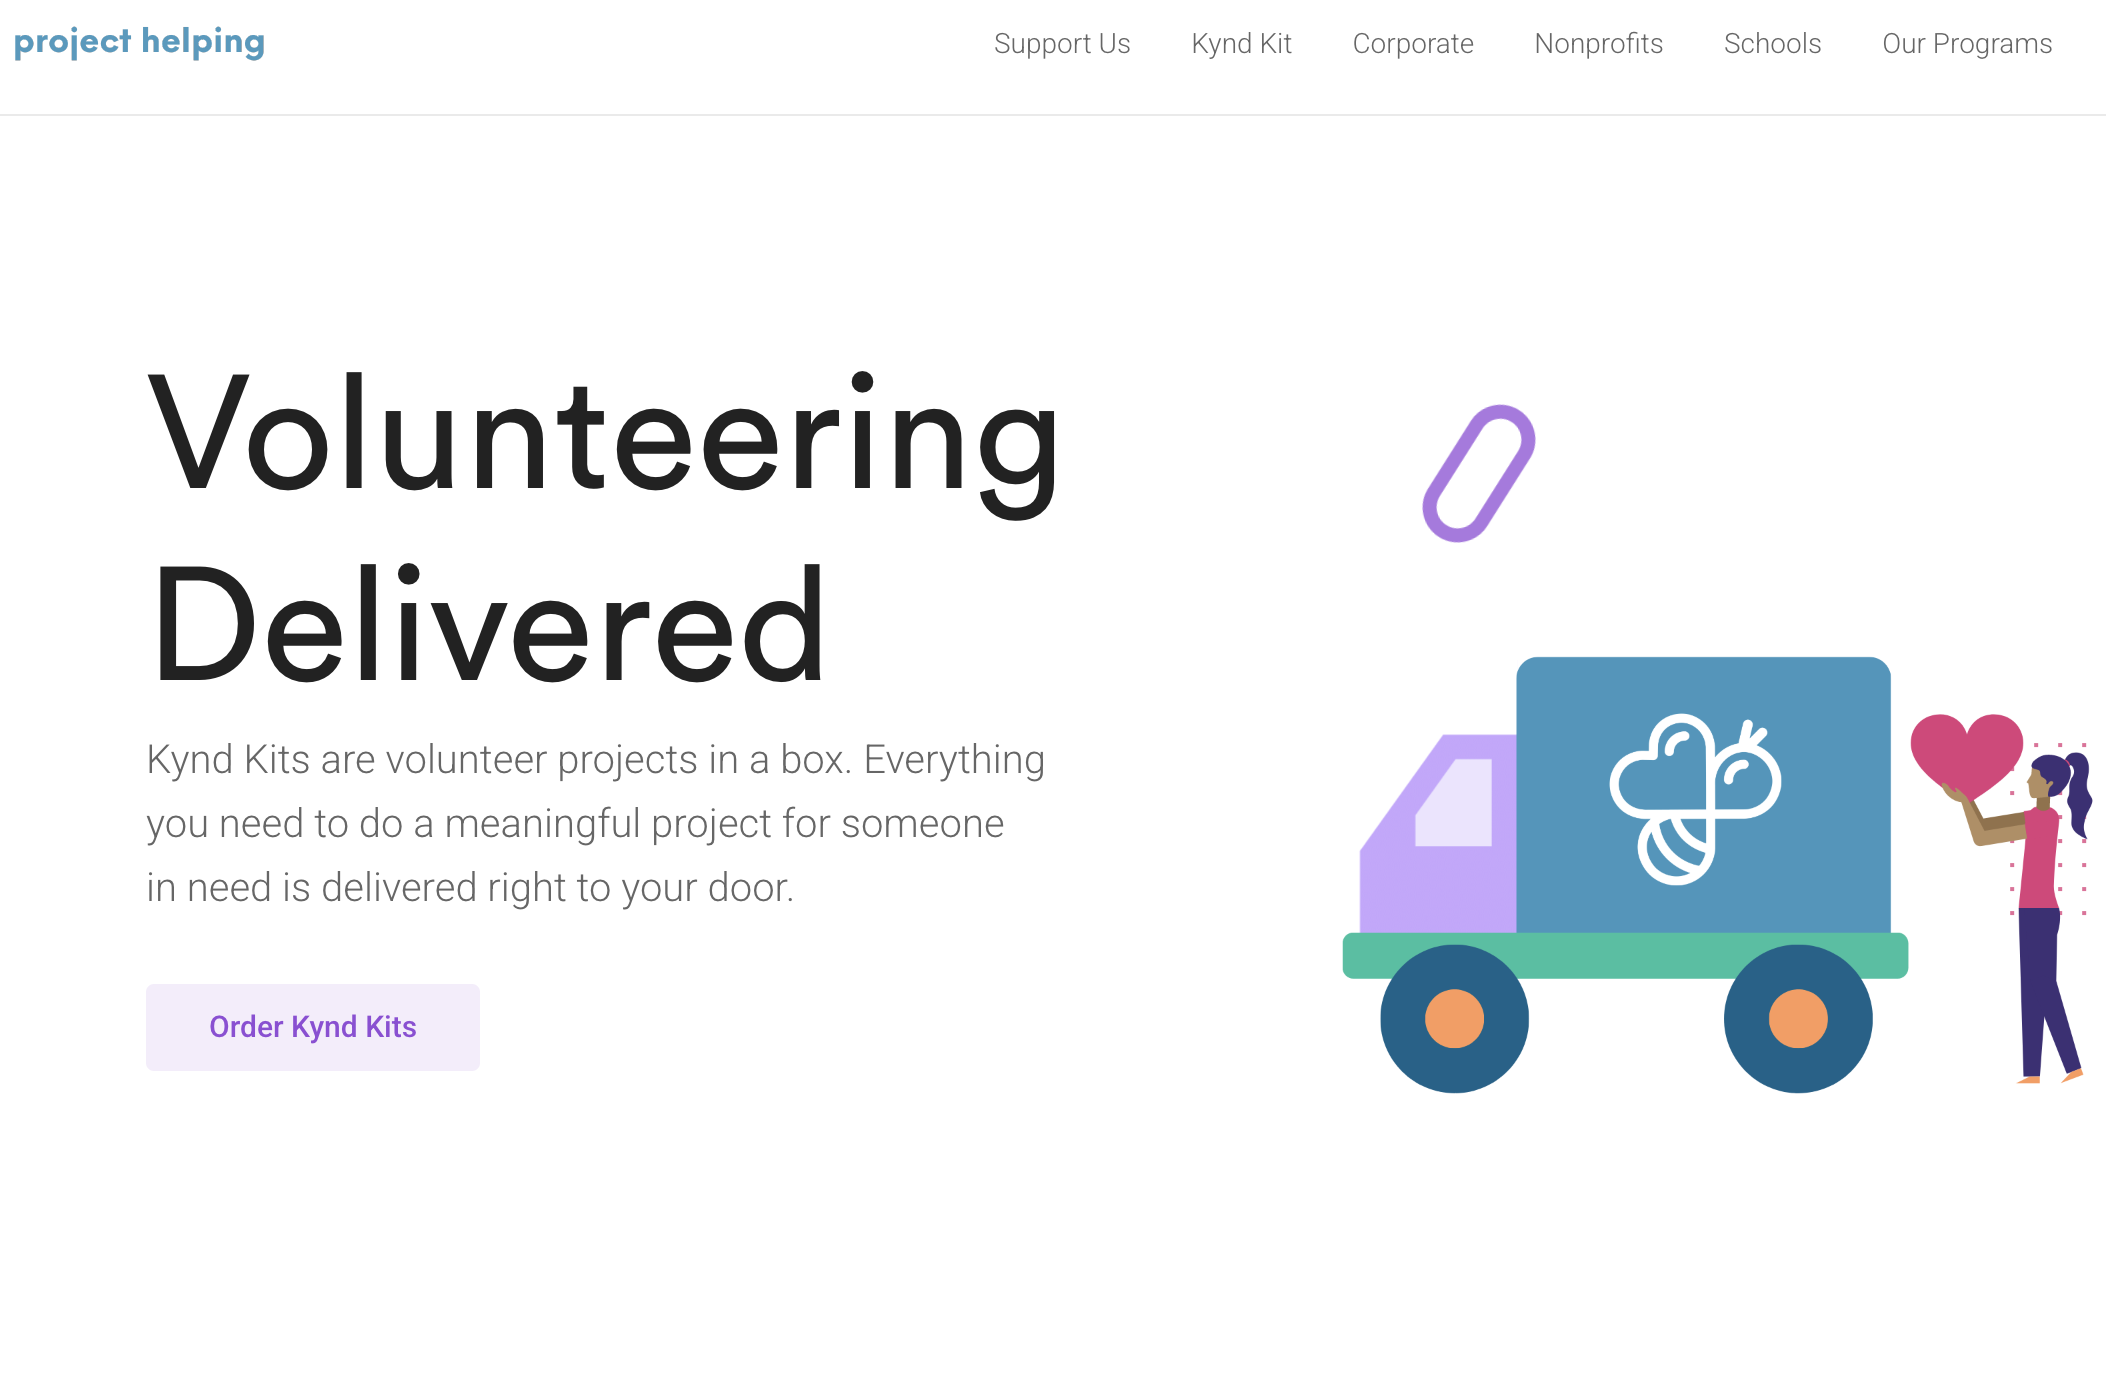 project helping
Support Us
Kynd Kit
Corporate
Nonprofits
Schools
Our Programs
Volunteering
Delivered
Kynd Kits are volunteer projects in a box. Everything
you need to do a meaningful project for someone
in need is delivered right to your door.
Order Kynd Kits